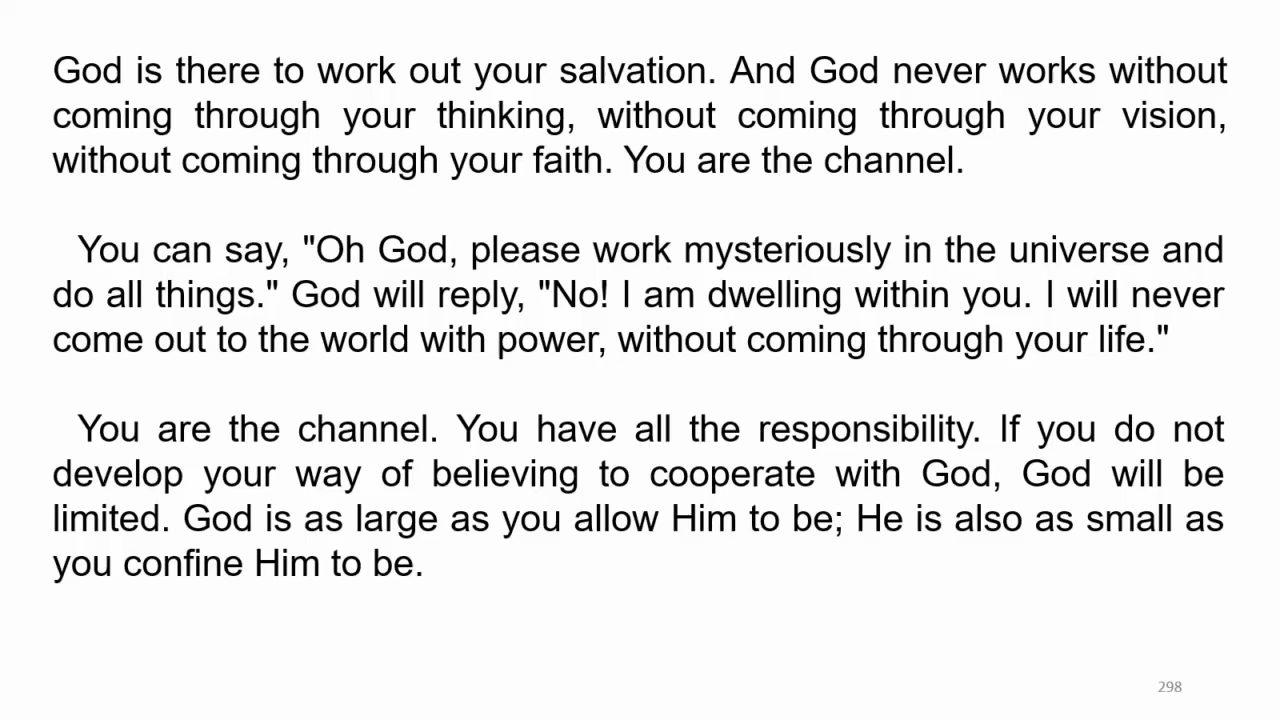 God is there to work out your salvation. And God never works without
coming through your thinking, without coming through your vision,
without coming through your faith. You are the channel.
You can say, "Oh God, please work mysteriously in the universe and
do all things." God will reply, "No! I am dwelling within you. I will never
come out to the world with power, without coming through your life."
You are the channel. You have all the responsibility. If you do not
develop your way of believing to cooperate with God, God will be
limited. God is as large as you allow Him to be; He is also as small as
you confine Him to be.
298